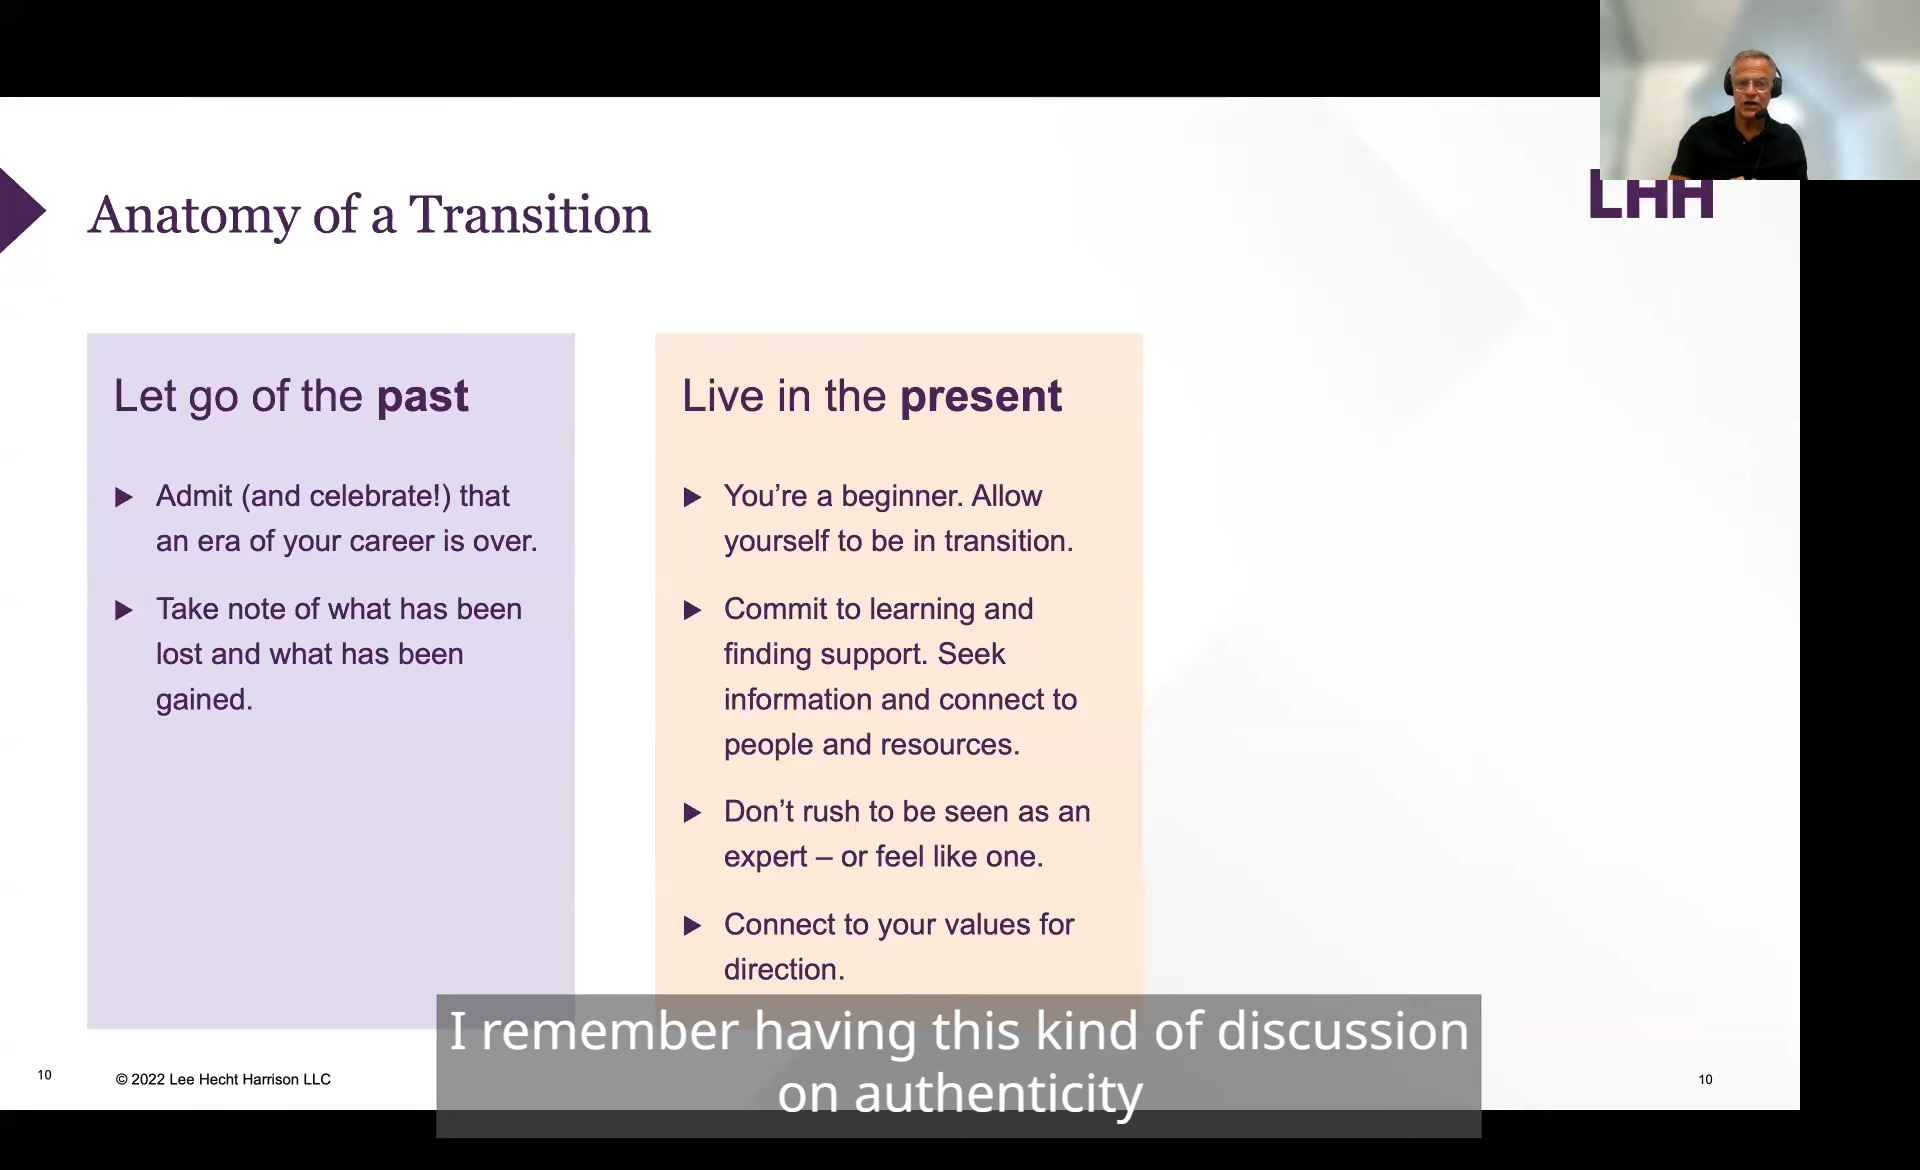 Anatomy of a Transition
LHH
Let go of the past
▶ Admit (and celebrate!) that
an era of your career is over.
▶ Take note of what has been
lost and what has been
gained.
Live in the present
▶ You’re a beginner. Allow
yourself to be in transition.
▶ Commit to learning and
finding support. Seek
information and connect to
people and resources.
▶ Don’t rush to be seen as an
expert – or feel like one.
▶ Connect to your values for
direction.
I remember having this kind of discussion
on authenticity
10
© 2022 Lee Hecht Harrison LLC
10